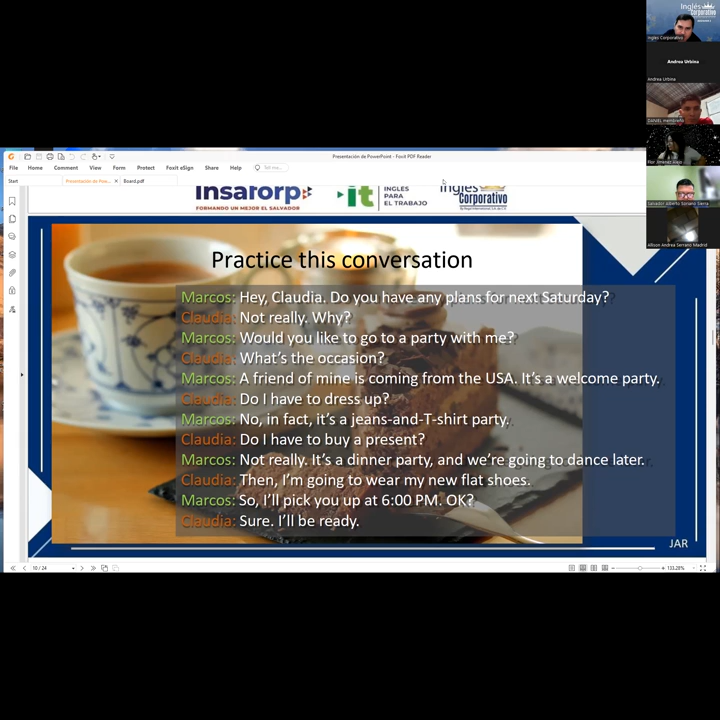 Inglés
Corporativo
Ingles Corporativo
Andrea Urbina
Andrea Urbina
Presentación de PowerPoint - Foxit PDF Reader
File Home Comment View Form Protect Foxit eSign Share Help Tell me...
Start Presentación de Pow... Board.pdf
insaforp
FORMANDO UN MEJOR EL SALVADOR
it INGLÉS PARA EL TRABAJO
Inglés
Corporativo
Practice this conversation
Marcos: Hey, Claudia. Do you have any plans for next Saturday?
Claudia: Not really. Why?
Marcos: Would you like to go to a party with me?
Claudia: What's the occasion?
Marcos: A friend of mine is coming from the USA. It's a welcome party.
Claudia: Do I have to dress up?
Marcos: No, in fact, it's a jeans-and-T-shirt party.
Claudia: Do I have to buy a present?
Marcos: Not really. It's a dinner party, and we're going to dance later.
Claudia: Then, I'm going to wear my new flat shoes.
Marcos: So, I'll pick you up at 6:00 PM. OK?
Claudia: Sure. I'll be ready.
JAR
10 / 24
133.28%
Salvador Alberto Soriano
Allison Andrea Serrano Madrid